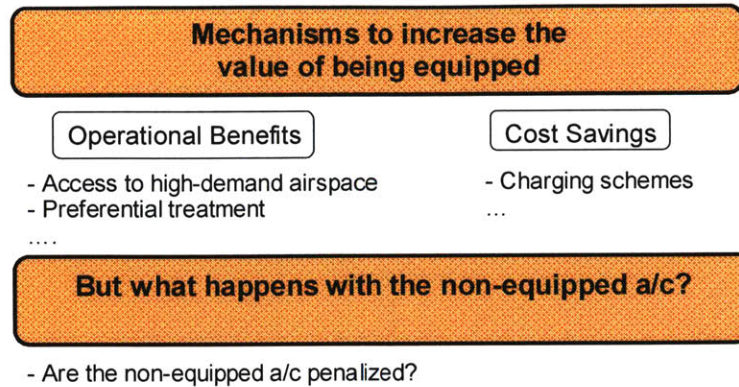 Mechanisms to increase the
value of being equipped
Operational Benefits
Cost Savings
- Access to high-demand airspace
- Charging schemes
- Preferential treatment
...
....
But what happens with the non-equipped a/c?
- Are the non-equipped a/c penalized?